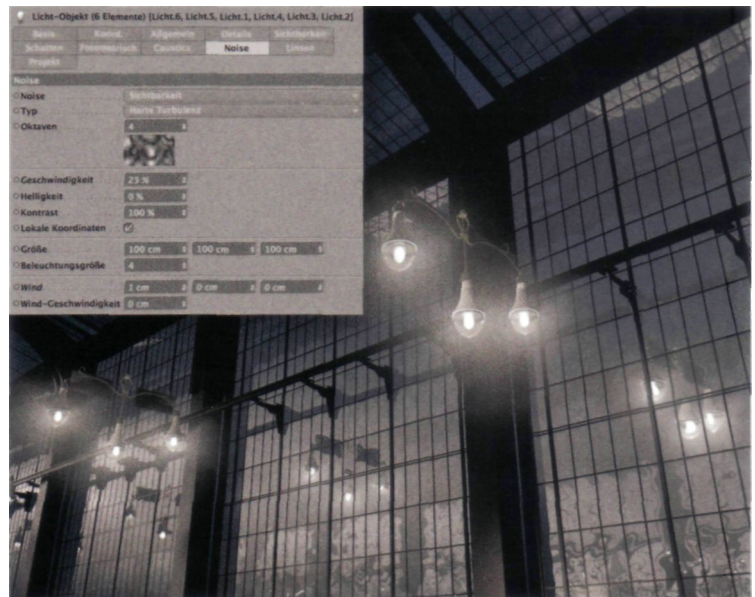 Licht-Objekt (6 Elemente) [Licht.6, Licht.5, Licht.1, Licht.4, Licht.3, Licht.2]
Basis Koord. Allgemein Details Sichtbarkeit
Schatten Photometrisch Caustics Noise Linsen
Projekt
Noise
Noise Sichtbarkeit
Typ Harte Turbulenz
Oktaven 4
Geschwindigkeit 25 %
Helligkeit 0 %
Kontrast 100 %
Lokale Koordinaten
Größe 100 cm 100 cm 100 cm
Beleuchtungsgröße 4
Wind 1 cm 0 cm 0 cm
Wind-Geschwindigkeit 0 cm